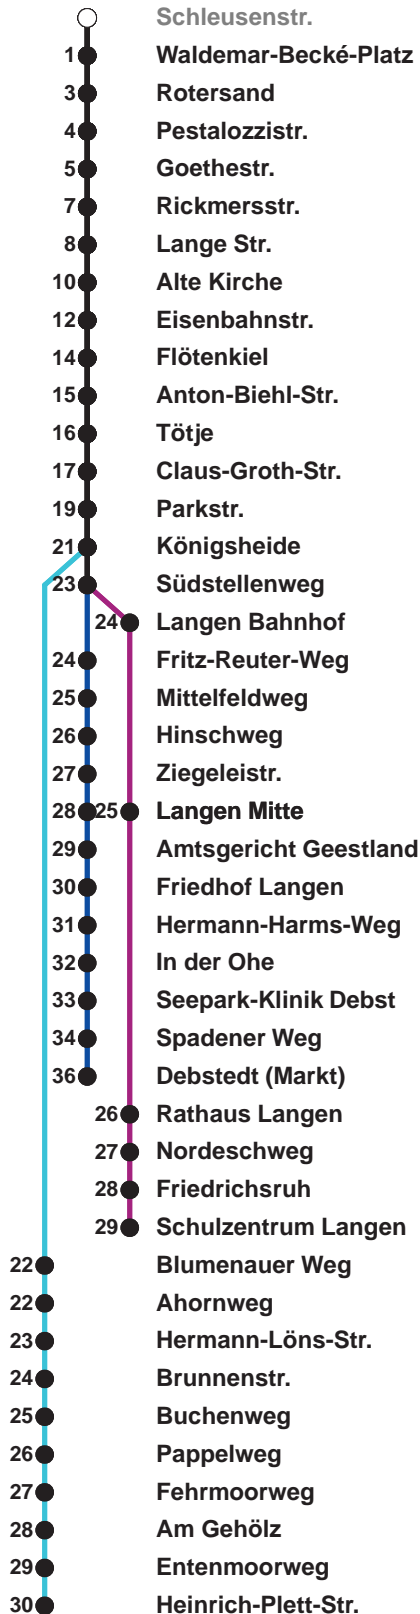 Schleusenstr.
1 Waldemar-Becké-Platz
3 Rotersand
4 Pestalozzistr.
5 Goethestr.
7 Rickmersstr.
8 Lange Str.
10 Alte Kirche
12 Eisenbahnstr.
14 Flötenkiel
15 Anton-Biehl-Str.
16 Tötje
17 Claus-Groth-Str.
19 Parkstr.
21 Königsheide
23 Südstellenweg
24 Langen Bahnhof
24 Fritz-Reuter-Weg
25 Mittelfeldweg
26 Hinschweg
27 Ziegeleistr.
28 25 Langen Mitte
29 Amtsgericht Geestland
30 Friedhof Langen
31 Hermann-Harms-Weg
32 In der Ohe
33 Seepark-Klinik Debst
34 Spadener Weg
36 Debstedt (Markt)
26 Rathaus Langen
27 Nordeschweg
28 Friedrichsruh
29 Schulzentrum Langen
22 Blumenauer Weg
22 Ahornweg
23 Hermann-Löns-Str.
24 Brunnenstr.
25 Buchenweg
26 Pappelweg
27 Fehrmoorweg
28 Am Gehölz
29 Entenmoorweg
30 Heinrich-Plett-Str.